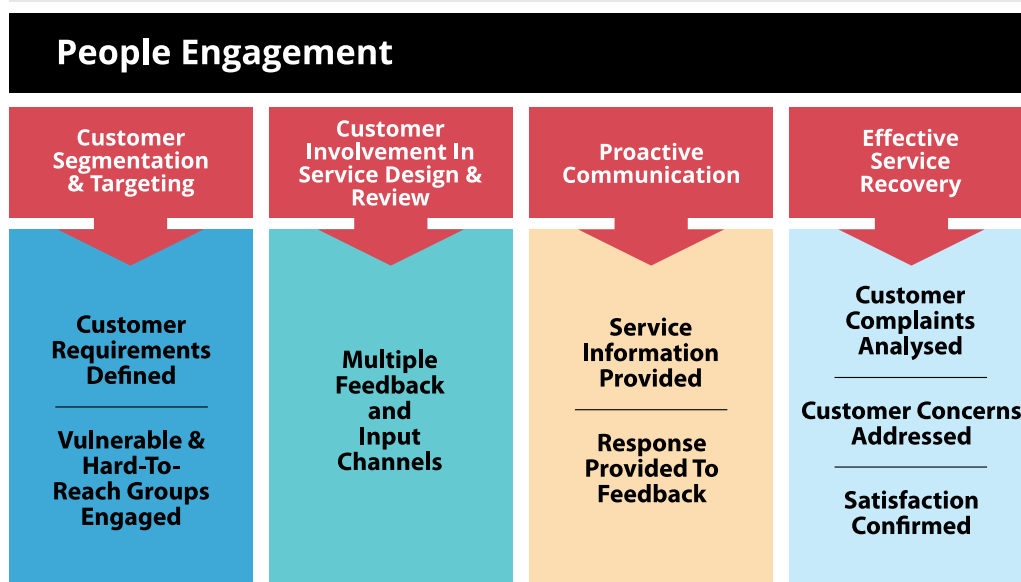 People Engagement
Customer
Segmentation
& Targeting
Customer
Involvement In
Service Design &
Review
Proactive
Communication
Effective
Service
Recovery
Customer
Requirements
Defined
Vulnerable &
Hard-To-
Reach Groups
Engaged
Multiple
Feedback
and
Input
Channels
Service
Information
Provided
Response
Provided To
Feedback
Customer
Complaints
Analysed
Customer Concerns
Addressed
Satisfaction
Confirmed